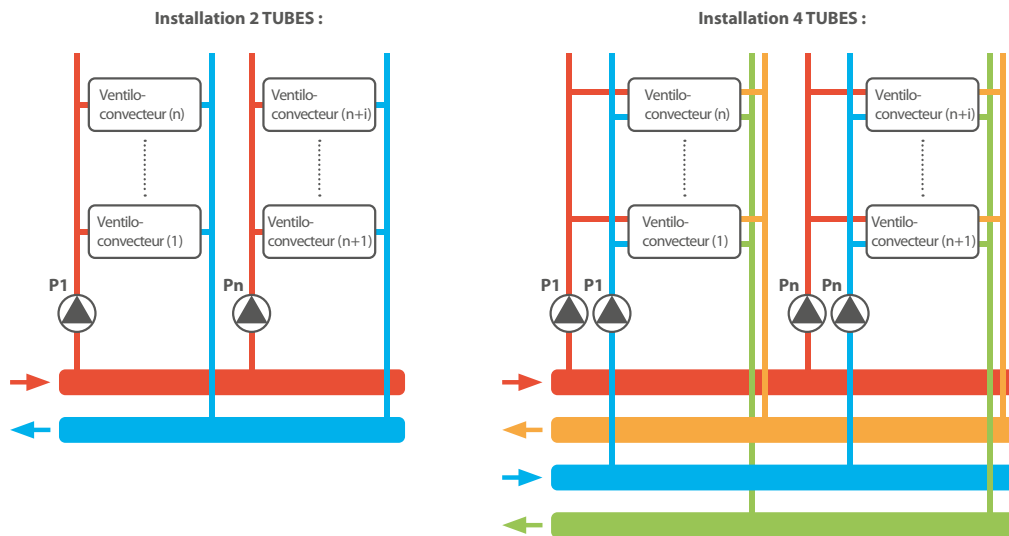 Installation 2 TUBES :
Ventilo-
convecteur (n)
Ventilo-
convecteur (n+i)
Ventilo-
convecteur (1)
Ventilo-
convecteur (n+1)
P1
Pn
Installation 4 TUBES :
Ventilo-
convecteur (n)
Ventilo-
convecteur (n+i)
Ventilo-
convecteur (1)
Ventilo-
convecteur (n+1)
P1
P1
Pn
Pn